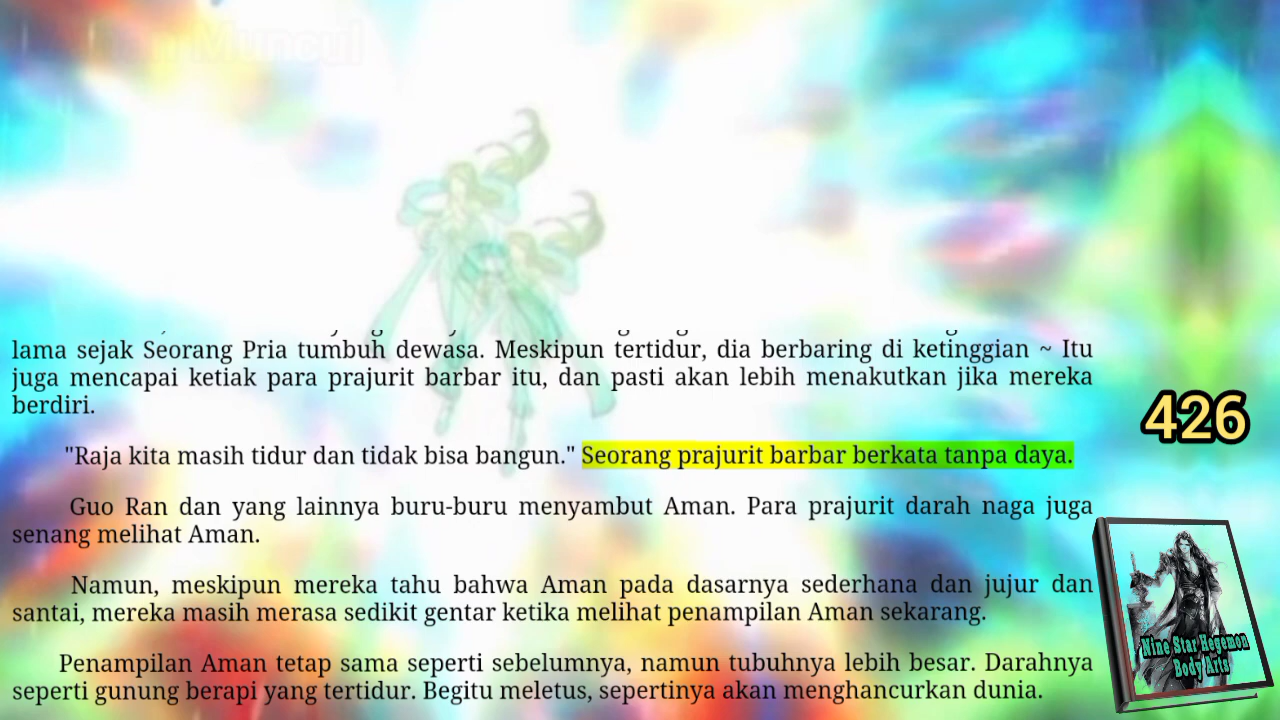 Muncul
lama sejak Seorang Pria tumbuh dewasa. Meskipun tertidur, dia berbaring di ketinggian ~ Itu
juga mencapai ketiak para prajurit barbar itu, dan pasti akan lebih menakutkan jika mereka
berdiri.
"Raja kita masih tidur dan tidak bisa bangun." Seorang prajurit barbar berkata tanpa daya.
Guo Ran dan yang lainnya buru-buru menyambut Aman. Para prajurit darah naga juga
senang melihat Aman.
Namun, meskipun mereka tahu bahwa Aman pada dasarnya sederhana dan jujur dan
santai, mereka masih merasa sedikit gentar ketika melihat penampilan Aman sekarang.
Penampilan Aman tetap sama seperti sebelumnya, namun tubuhnya lebih besar. Darahnya
seperti gunung berapi yang tertidur. Begitu meletus, sepertinya akan menghancurkan dunia.
426
Nine Star Hegemon
Body Arts